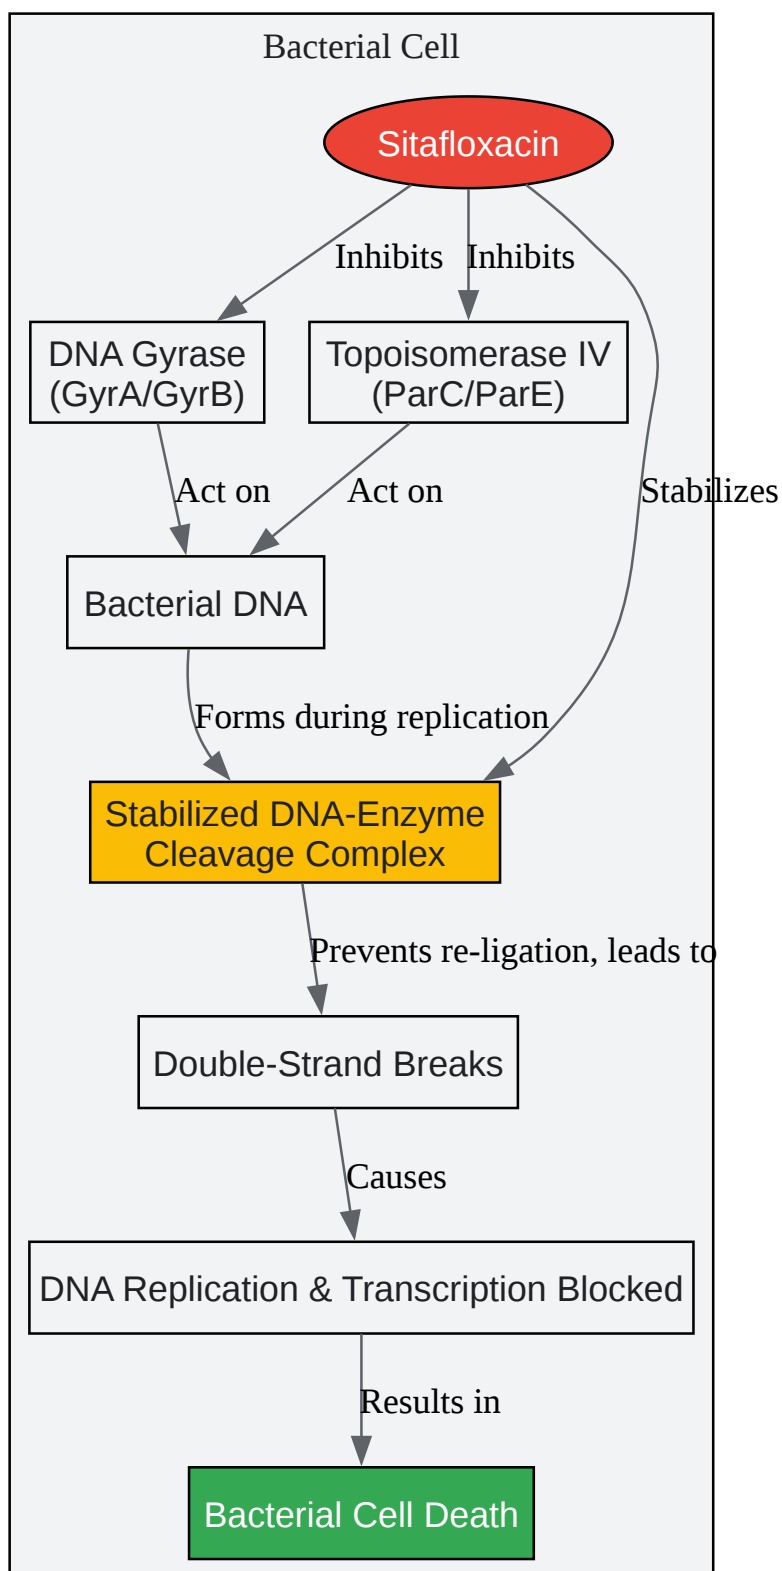 Bacterial Cell
Sitafloxacin
Inhibits
Inhibits
DNA Gyrase
(GyrA/GyrB)
Topoisomerase IV
(ParC/ParE)
Act on
Act on
Stabilizes
Bacterial DNA
Forms during replication
Stabilized DNA-Enzyme
Cleavage Complex
Prevents re-ligation, leads to
Double-Strand Breaks
Causes
DNA Replication & Transcription Blocked
Results in
Bacterial Cell Death